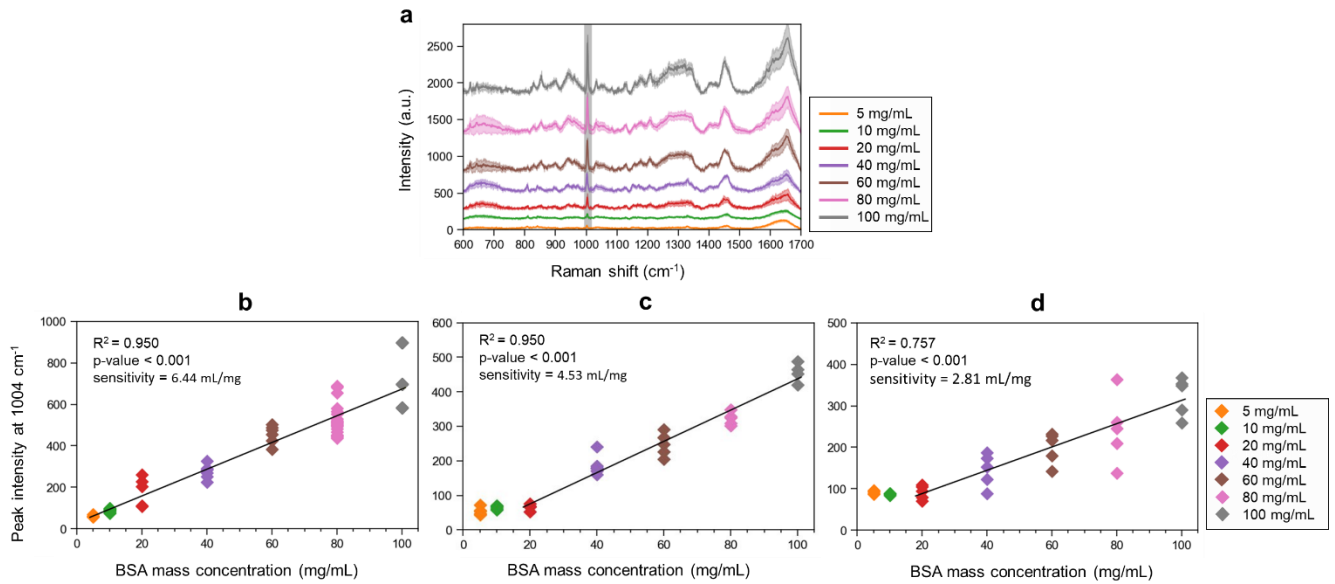 a
Intensity (a.u.)
2500
2000
1500
1000
500
0
600 700 800 900 1000 1100 1200 1300 1400 1500 1600 1700
Raman shift (cm⁻¹)
5 mg/mL
10 mg/mL
20 mg/mL
40 mg/mL
60 mg/mL
80 mg/mL
100 mg/mL
b
Peak intensity at 1004 cm⁻¹
R² = 0.950
p-value < 0.001
sensitivity = 6.44 mL/mg
1000
800
600
400
200
0
0 20 40 60 80 100
BSA mass concentration (mg/mL)
c
R² = 0.950
p-value < 0.001
sensitivity = 4.53 mL/mg
600
500
400
300
200
100
0
0 20 40 60 80 100
BSA mass concentration (mg/mL)
d
R² = 0.757
p-value < 0.001
sensitivity = 2.81 mL/mg
500
400
300
200
100
0
0 20 40 60 80 100
BSA mass concentration (mg/mL)
5 mg/mL
10 mg/mL
20 mg/mL
40 mg/mL
60 mg/mL
80 mg/mL
100 mg/mL